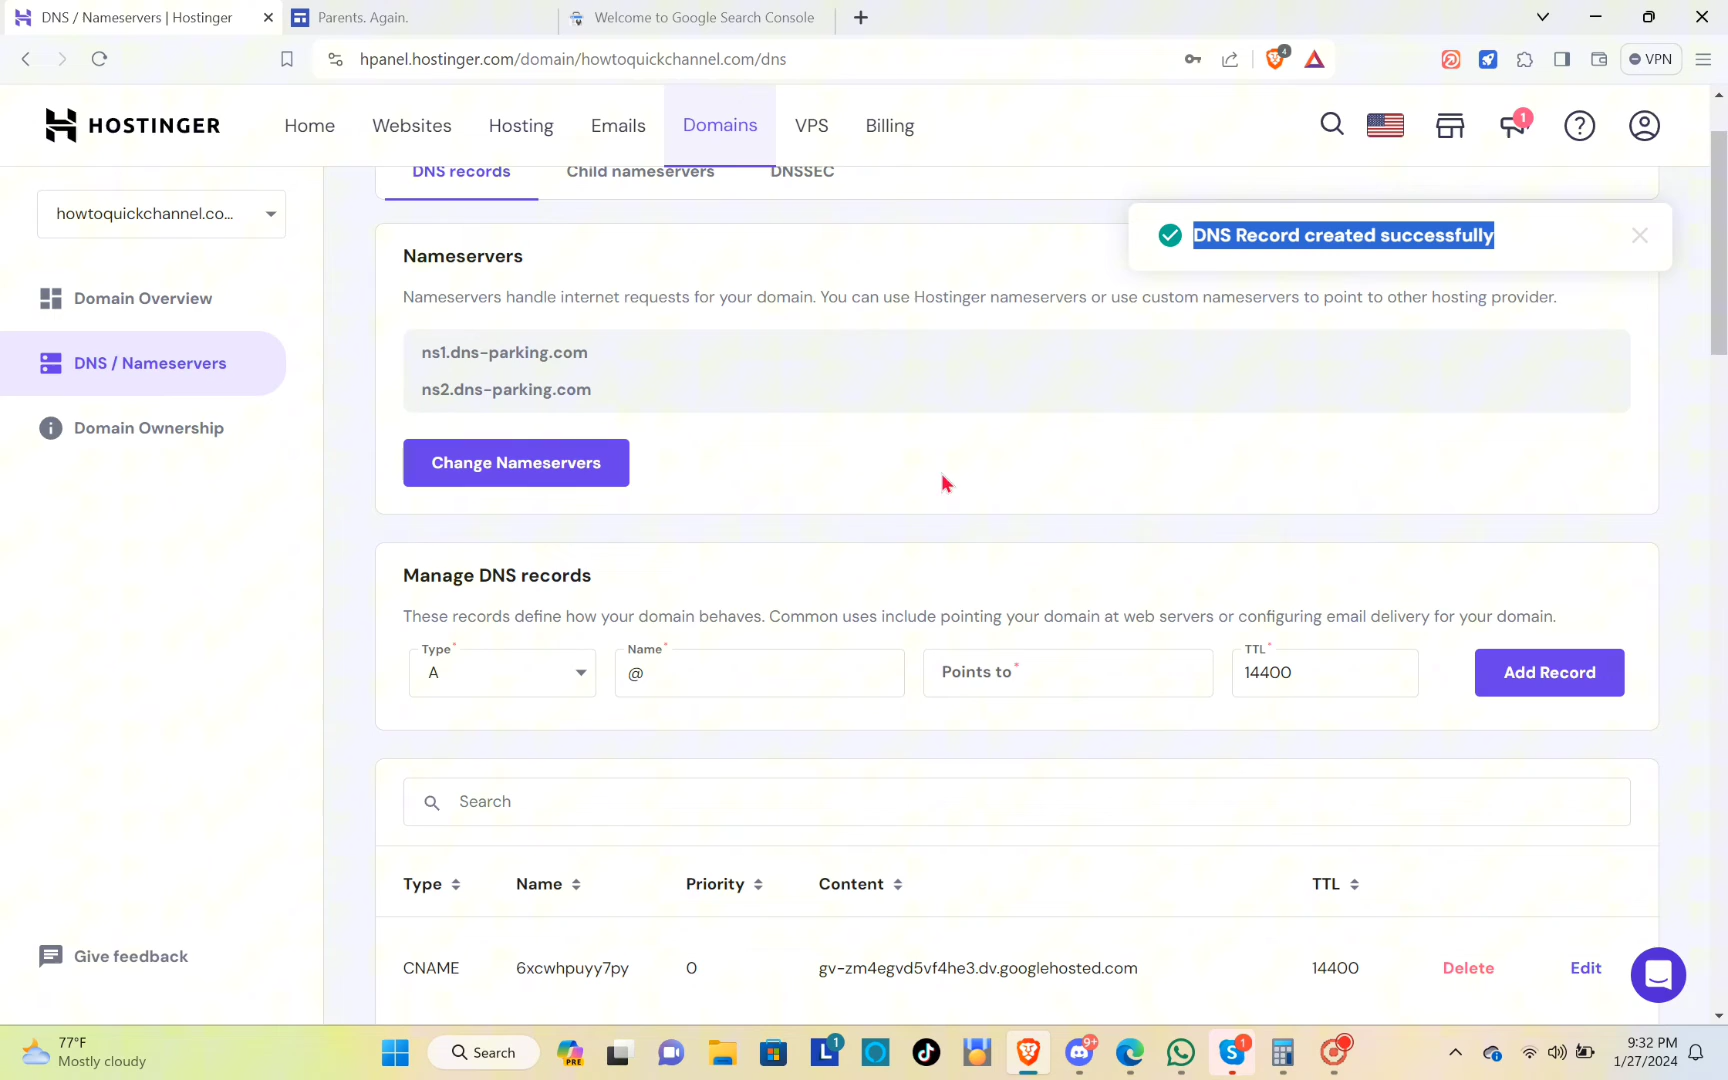 DNS / Nameservers | Hostinger
Parents. Again.
Welcome to Google Search Console
hpanel.hostinger.com/domain/howtoquickchannel.com/dns
4
VPN
HOSTINGER
Home
Websites
Hosting
Emails
Domains
VPS
Billing
1
DNS records
Child nameservers
DNSSEC
howtoquickchannel.co...
DNS Record created successfully
Nameservers
Nameservers handle internet requests for your domain. You can use Hostinger nameservers or use custom nameservers to point to other hosting provider.
Domain Overview
ns1.dns-parking.com
DNS / Nameservers
ns2.dns-parking.com
Domain Ownership
Change Nameservers
Manage DNS records
These records define how your domain behaves. Common uses include pointing your domain at web servers or configuring email delivery for your domain.
Type*
Name*
TTL*
A
@
Points to*
14400
Add Record
Search
Type
Name
Priority
Content
TTL
Give feedback
CNAME
6xcwhpuyy7py
0
gv-zm4egvd5vf4he3.dv.googlehosted.com
14400
Delete
Edit
77°F
Mostly cloudy
Search
PRE
L
1
9+
1
9:32 PM
1/27/2024